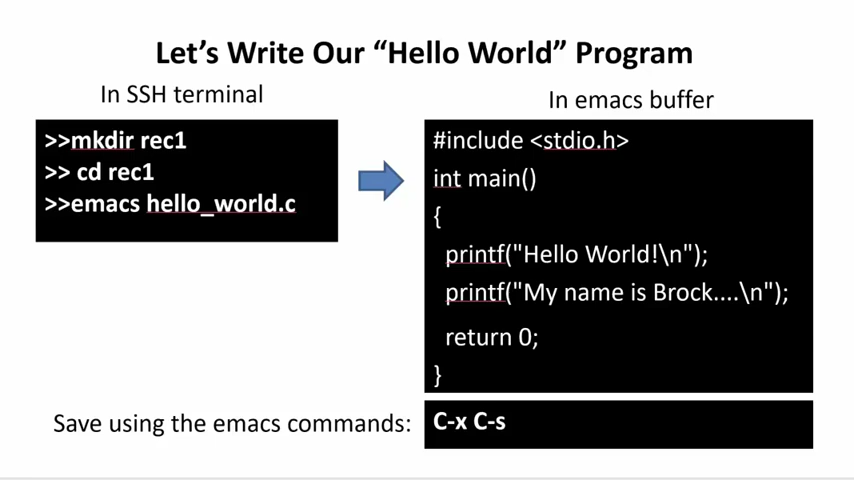 Let's Write Our “Hello World” Program
In SSH terminal
>>mkdir rec1
>> cd rec1
>>emacs hello_world.c
In emacs buffer
#include <stdio.h>
int main()
{
printf("Hello World!\n");
printf("My name is Brock....\n");
return 0;
}
Save using the emacs commands:
C-x C-s